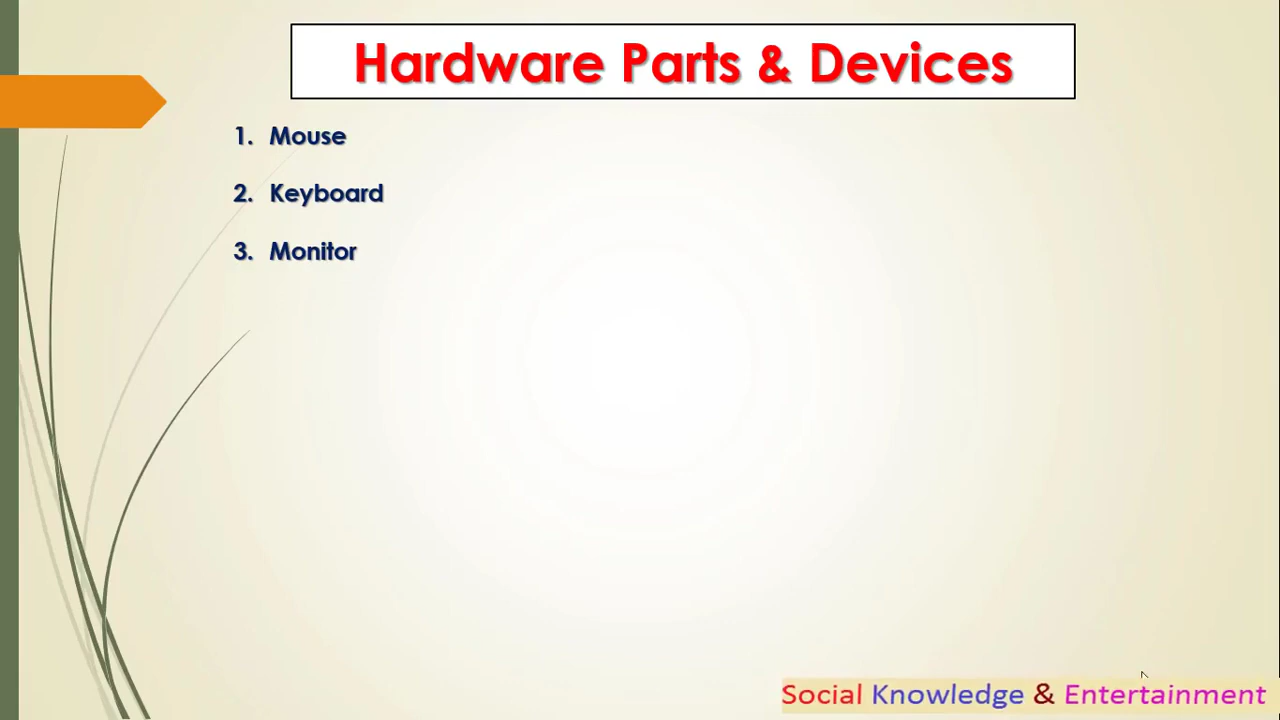 Hardware Parts & Devices
1. Mouse
2. Keyboard
3. Monitor
Social Knowledge & Entertainment